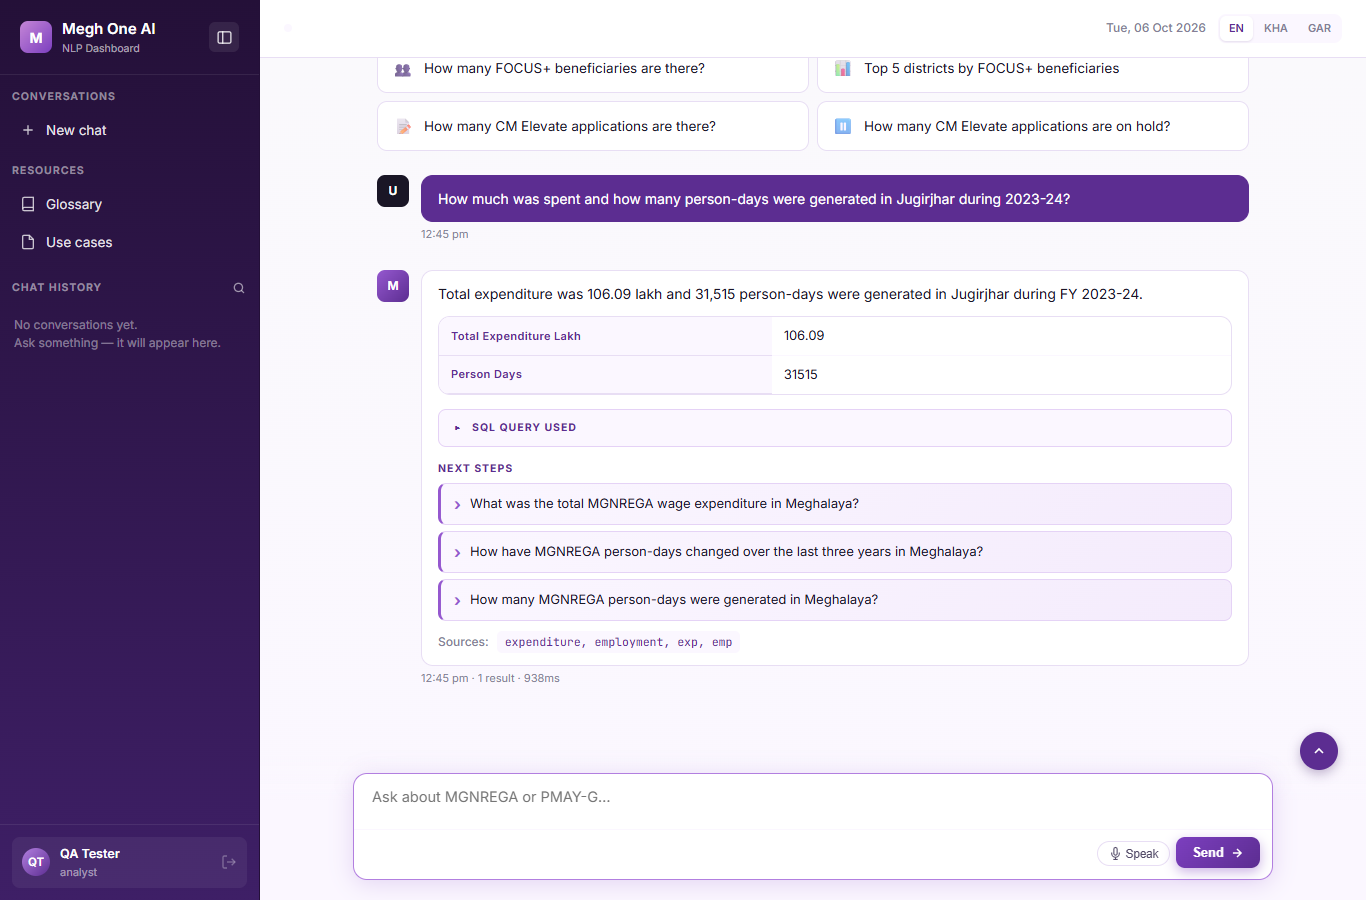 M
Megh One AI
NLP Dashboard
CONVERSATIONS
+ New chat
RESOURCES
Glossary
Use cases
CHAT HISTORY
No conversations yet.
Ask something — it will appear here.
QT
QA Tester
analyst
Tue, 06 Oct 2026
EN KHA GAR
How many FOCUS+ beneficiaries are there?
Top 5 districts by FOCUS+ beneficiaries
How many CM Elevate applications are there?
How many CM Elevate applications are on hold?
U
How much was spent and how many person-days were generated in Jugirjhar during 2023-24?
12:45 pm
M
Total expenditure was 106.09 lakh and 31,515 person-days were generated in Jugirjhar during FY 2023-24.
Total Expenditure Lakh 106.09
Person Days 31515
SQL QUERY USED
NEXT STEPS
What was the total MGNREGA wage expenditure in Meghalaya?
How have MGNREGA person-days changed over the last three years in Meghalaya?
How many MGNREGA person-days were generated in Meghalaya?
Sources: expenditure, employment, exp, emp
12:45 pm · 1 result · 938ms
Ask about MGNREGA or PMAY-G...
Speak
Send →